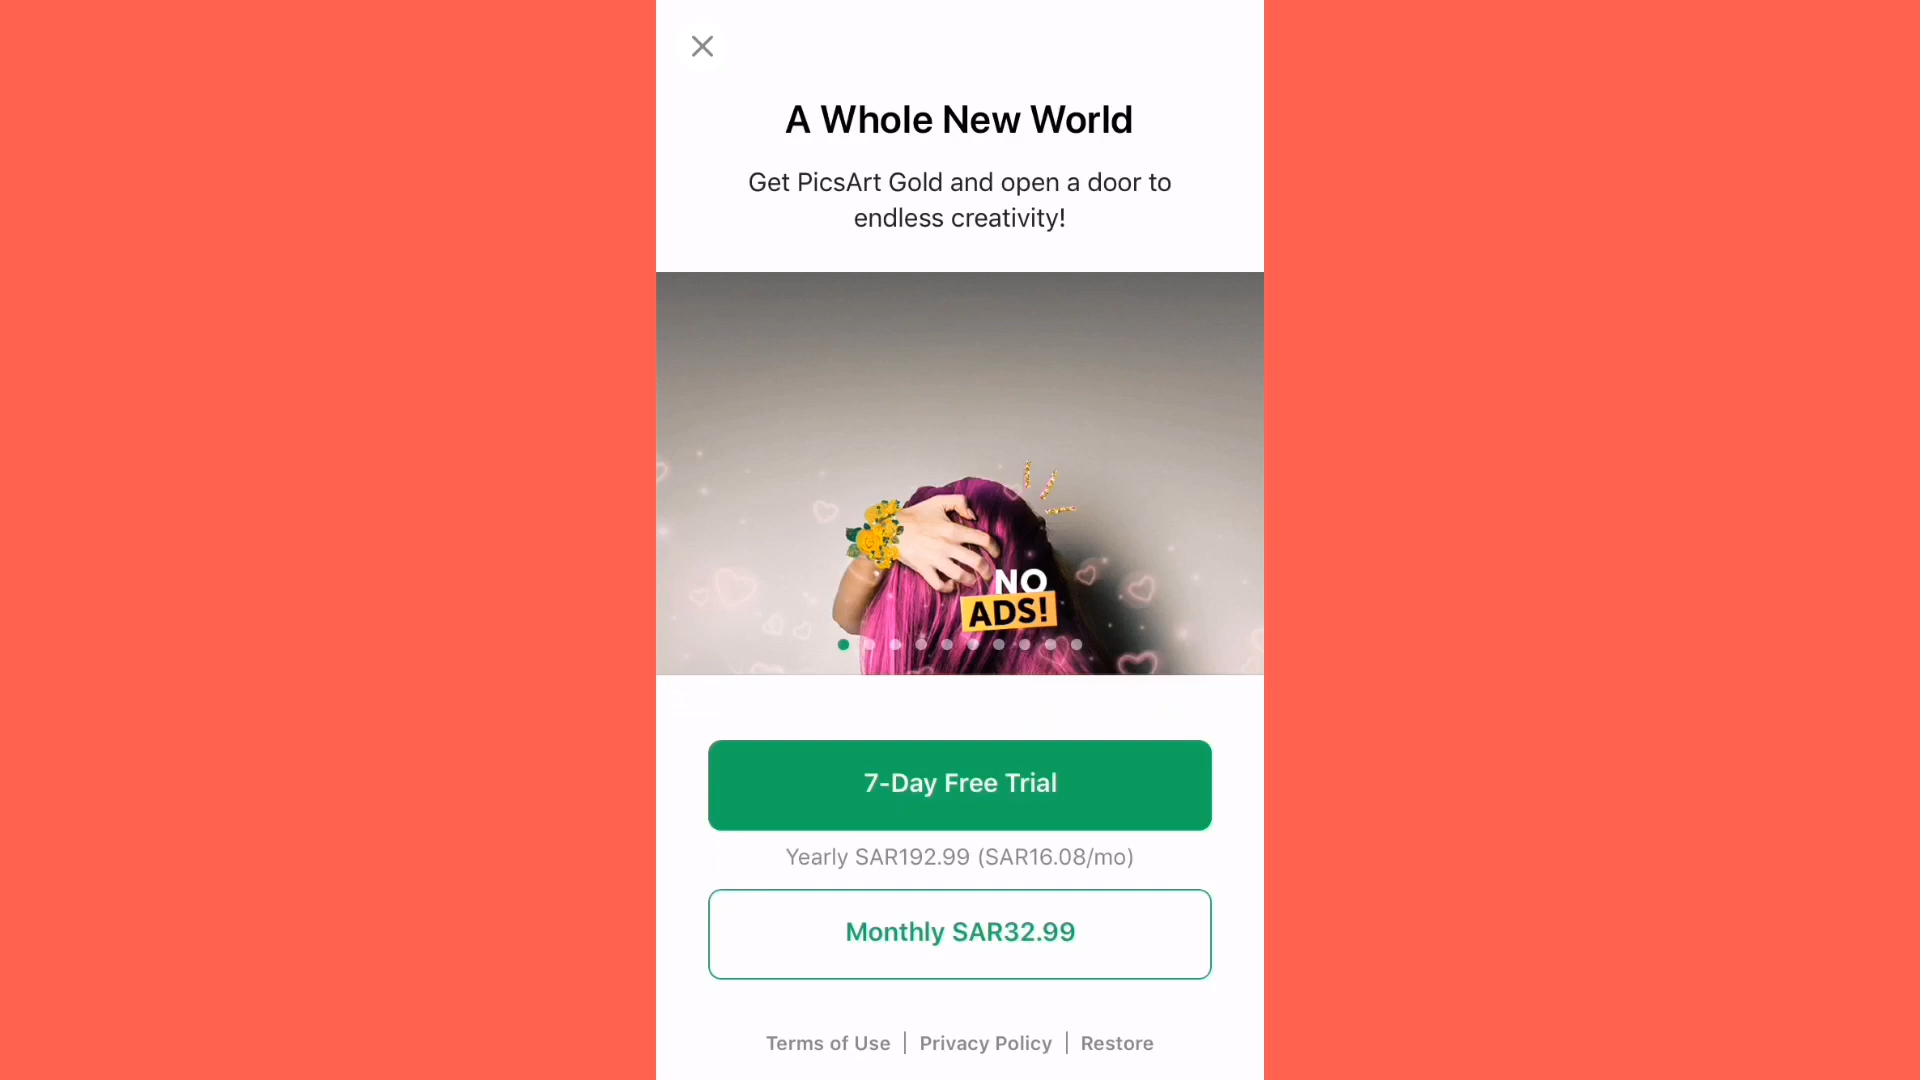 A Whole New World
Get PicsArt Gold and open a door to
endless creativity!
NO
ADS!
7-Day Free Trial
Yearly SAR192.99 (SAR16.08/mo)
Monthly SAR32.99
Terms of Use | Privacy Policy | Restore